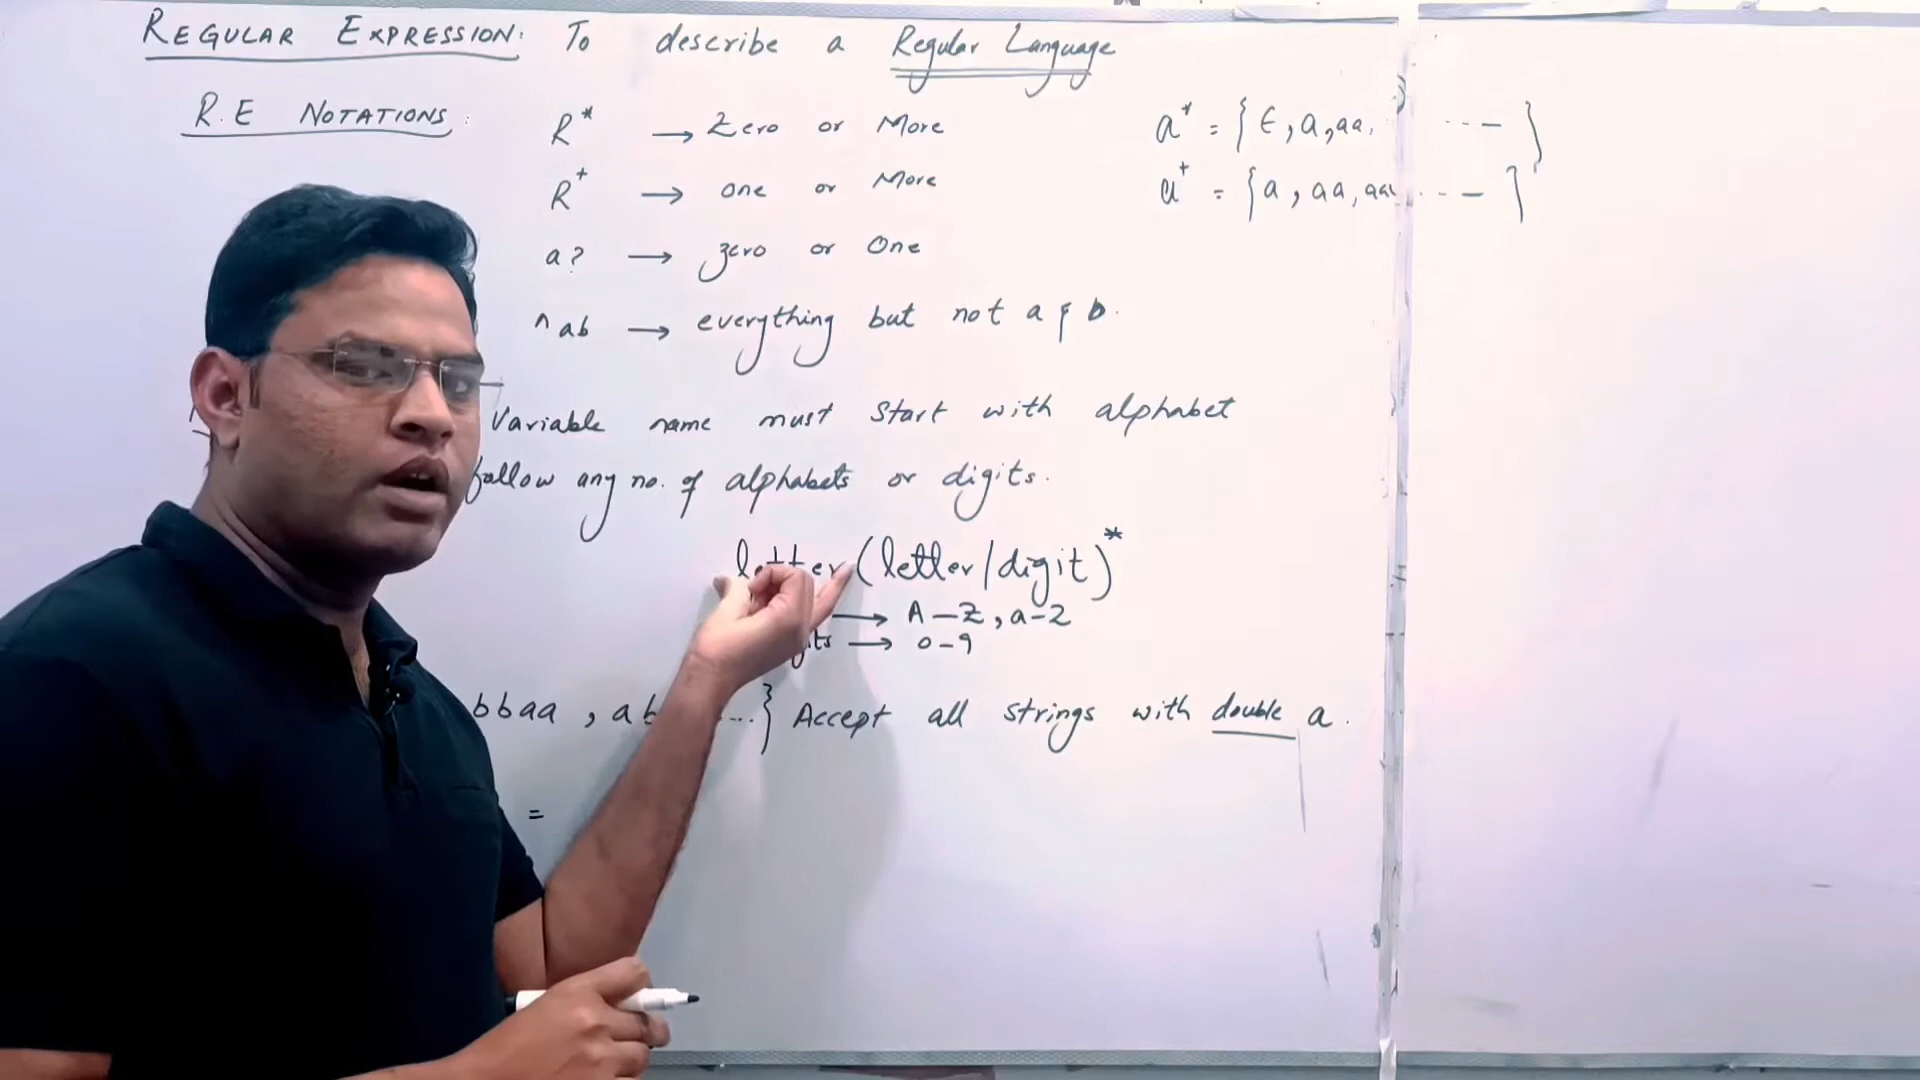 REGULAR EXPRESSION: To describe a Regular Language
R.E NOTATIONS:
R* → Zero or More
a* = {ϵ, a, aa, ---}
R+ → one or More
a+ = {a, aa, aaa ---}
a? → zero or One
^ab → everything but not a & b.
Variable name must start with alphabet
follow any no. of alphabets or digits.
letter(letter/digit)*
→ A-Z, a-z
→ 0-9
bbaa, ab ...} Accept all strings with double a.
=